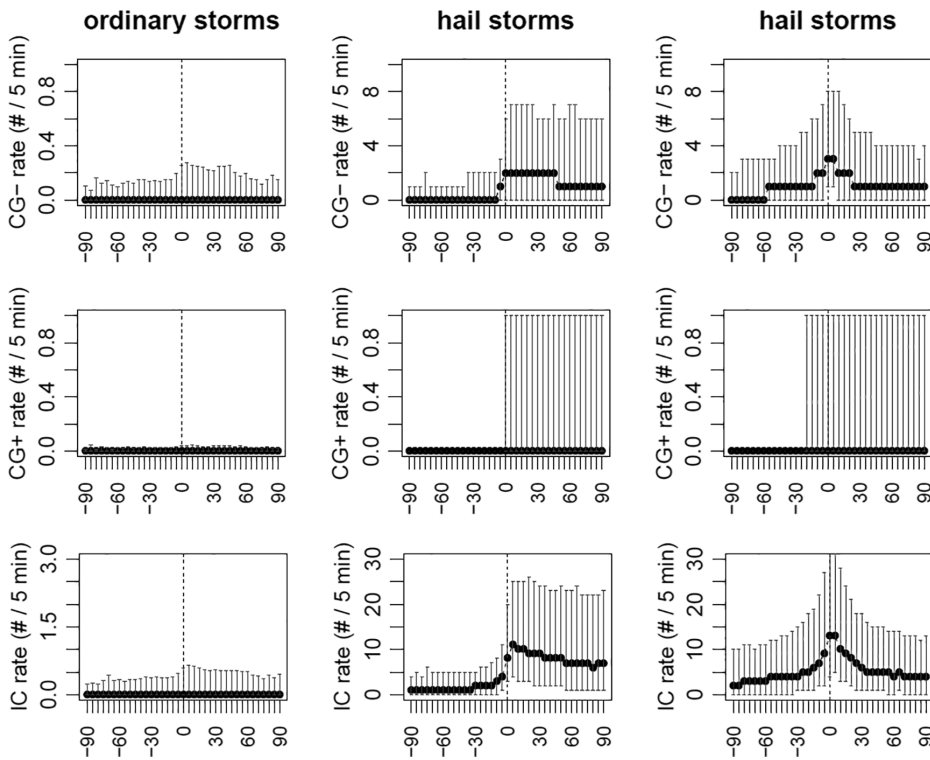 ordinary storms hail storms hail storms
CG− rate (# / 5 min) 0.0 0.4 0.8
−90 −60 −30 0 30 60 90
CG− rate (# / 5 min) 0 4 8
−90 −60 −30 0 30 60 90
CG− rate (# / 5 min) 0 4 8
−90 −60 −30 0 30 60 90
CG+ rate (# / 5 min) 0.0 0.4 0.8
−90 −60 −30 0 30 60 90
CG+ rate (# / 5 min) 0.0 0.4 0.8
−90 −60 −30 0 30 60 90
CG+ rate (# / 5 min) 0.0 0.4 0.8
−90 −60 −30 0 30 60 90
IC rate (# / 5 min) 0.0 1.5 3.0
−90 −60 −30 0 30 60 90
IC rate (# / 5 min) 0 10 20 30
−90 −60 −30 0 30 60 90
IC rate (# / 5 min) 0 10 20 30
−90 −60 −30 0 30 60 90